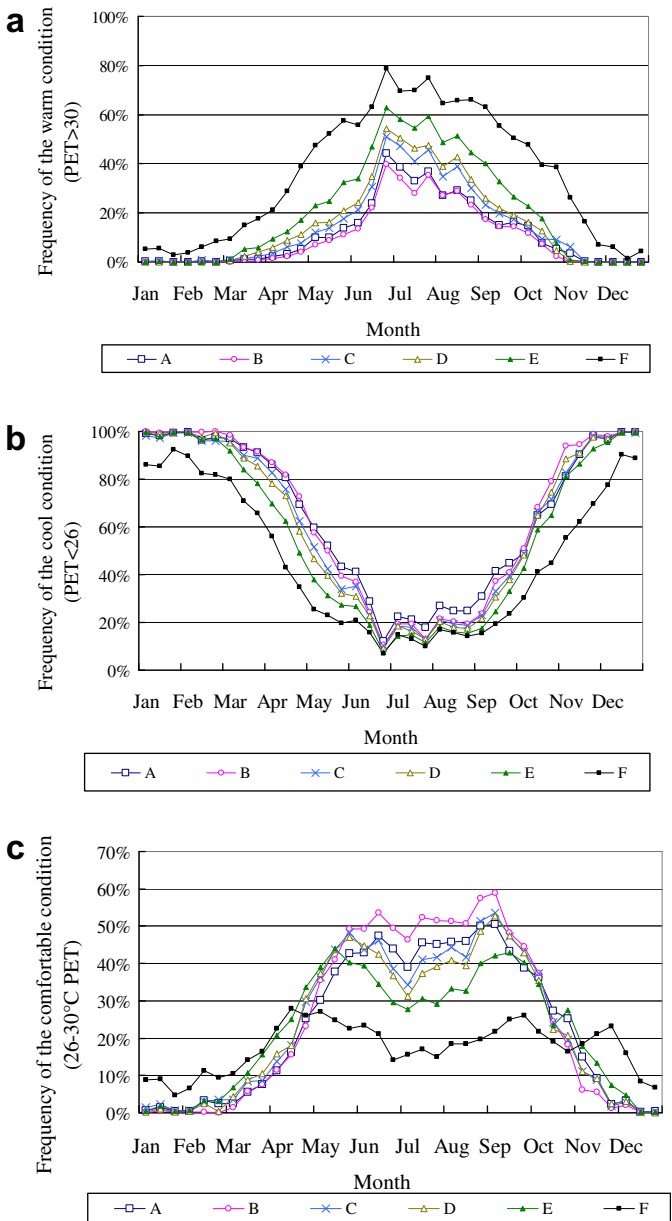 a
Frequency of the warm condition
(PET>30)
100%
80%
60%
40%
20%
0%
Jan Feb Mar Apr May Jun Jul Aug Sep Oct Nov Dec
Month
A B C D E F
b
Frequency of the cool condition
(PET<26)
100%
80%
60%
40%
20%
0%
Jan Feb Mar Apr May Jun Jul Aug Sep Oct Nov Dec
Month
A B C D E F
c
Frequency of the comfortable condition
(26-30°C PET)
70%
60%
50%
40%
30%
20%
10%
0%
Jan Feb Mar Apr May Jun Jul Aug Sep Oct Nov Dec
Month
A B C D E F